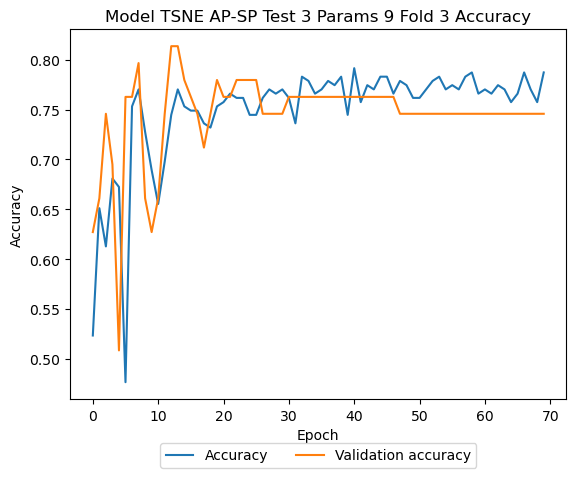 Model TSNE AP-SP Test 3 Params 9 Fold 3 Accuracy
0.80
0.75
0.70
0.65
0.60
0.55
0.50
Accuracy
0 10 20 30 40 50 60 70
Epoch
Accuracy Validation accuracy